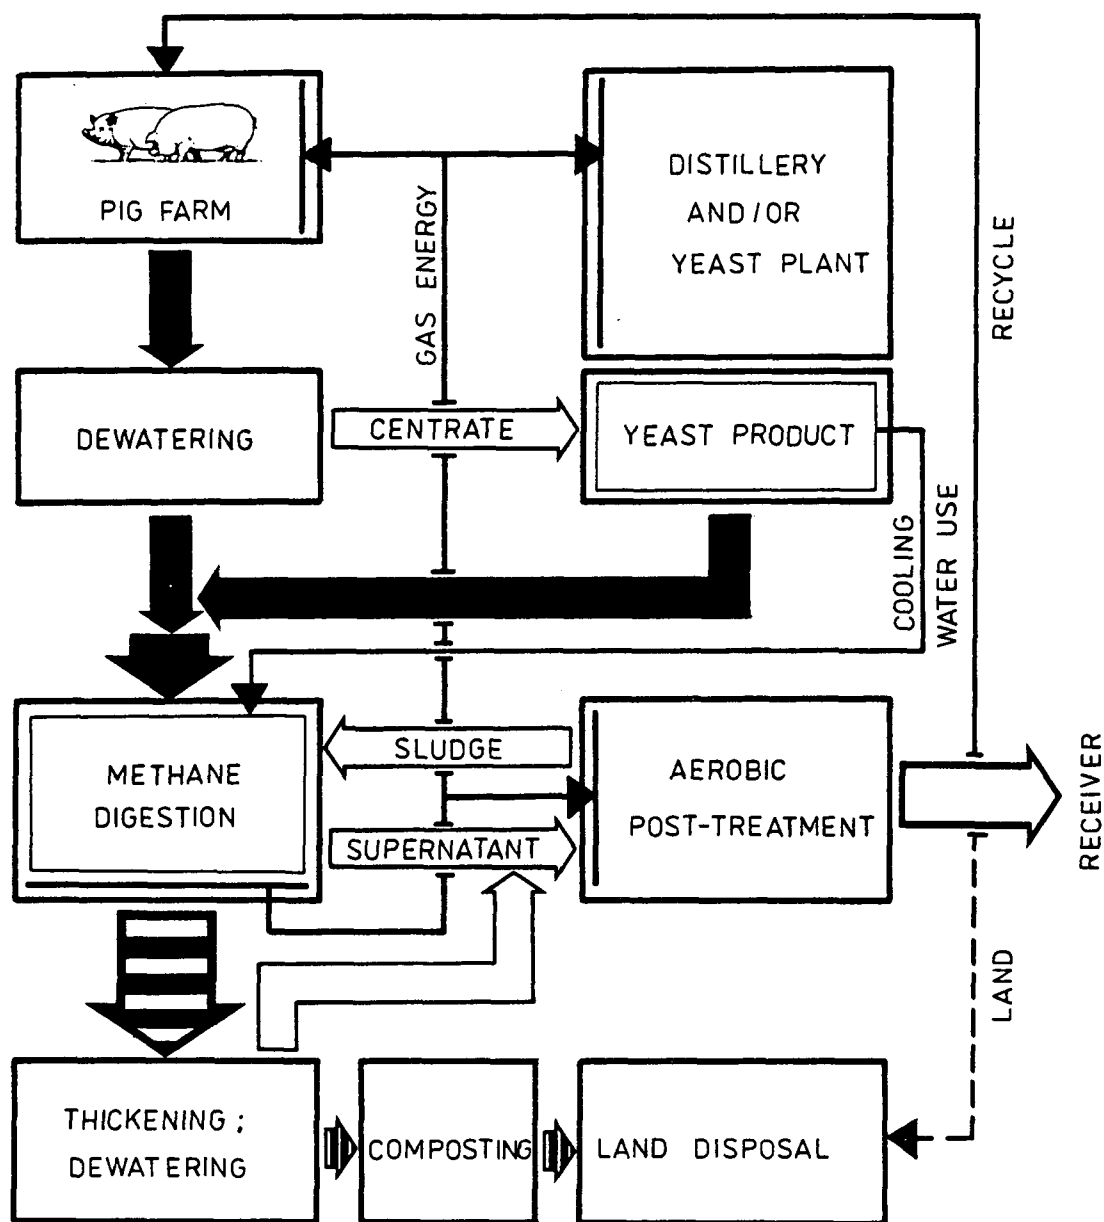 PIG FARM
DISTILLERY
AND/OR
YEAST PLANT
GAS ENERGY
RECYCLE
DEWATERING
CENTRATE
YEAST PRODUCT
COOLING
WATER USE
METHANE
DIGESTION
SLUDGE
SUPERNATANT
AEROBIC
POST-TREATMENT
RECEIVER
LAND
THICKENING ;
DEWATERING
COMPOSTING
LAND DISPOSAL